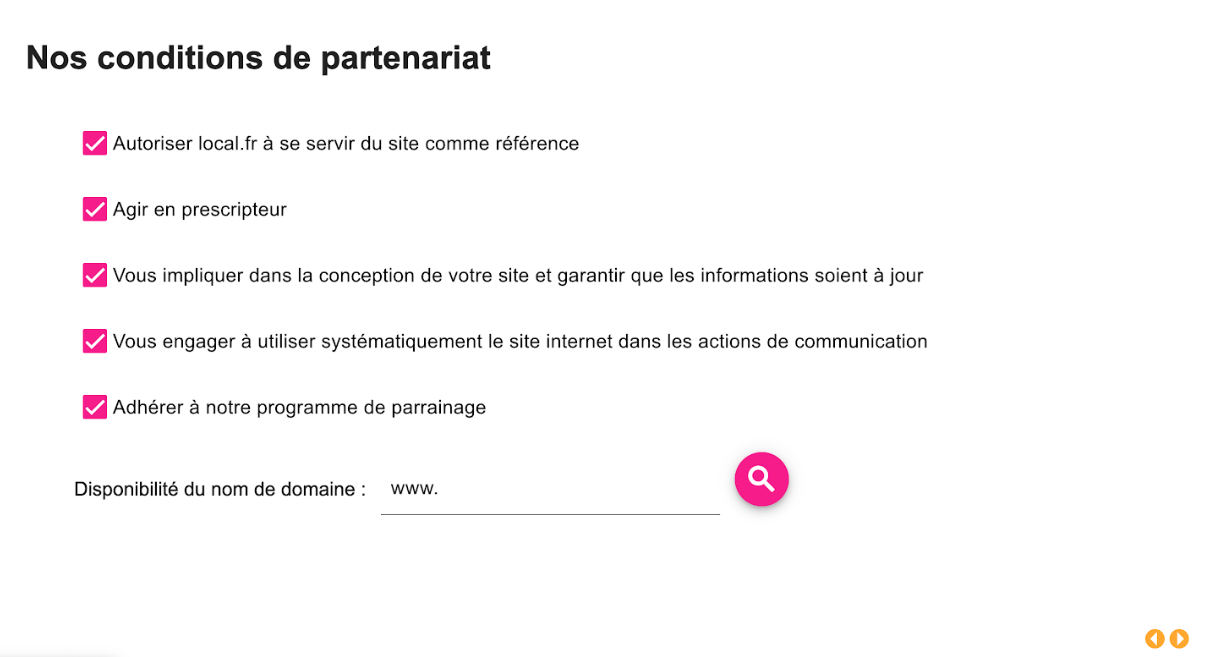 Nos conditions de partenariat
Autoriser local.fr à se servir du site comme référence
Agir en prescripteur
Vous impliquer dans la conception de votre site et garantir que les informations soient à jour
Vous engager à utiliser systématiquement le site internet dans les actions de communication
Adhérer à notre programme de parrainage
Disponibilité du nom de domaine : www.